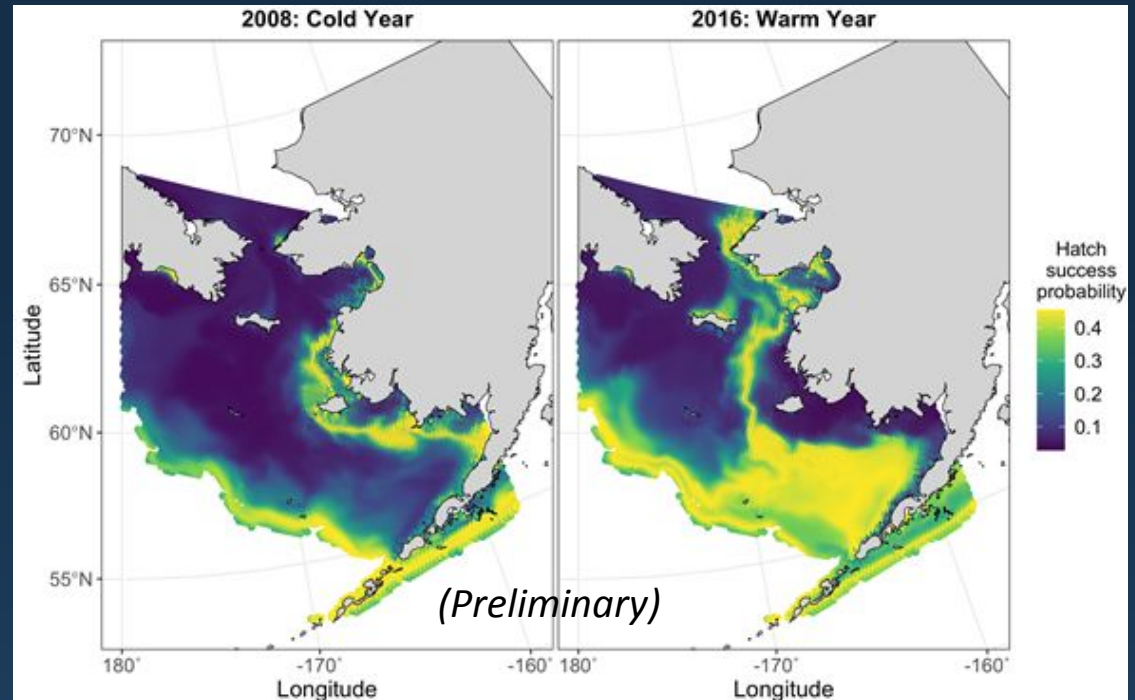 2008: Cold Year
2016: Warm Year
70°N
65°N
60°N
55°N
Latitude
180°
-170°
-160°
180°
-170°
-160°
Longitude
Longitude
Hatch
success
probability
0.4
0.3
0.2
0.1
(Preliminary)